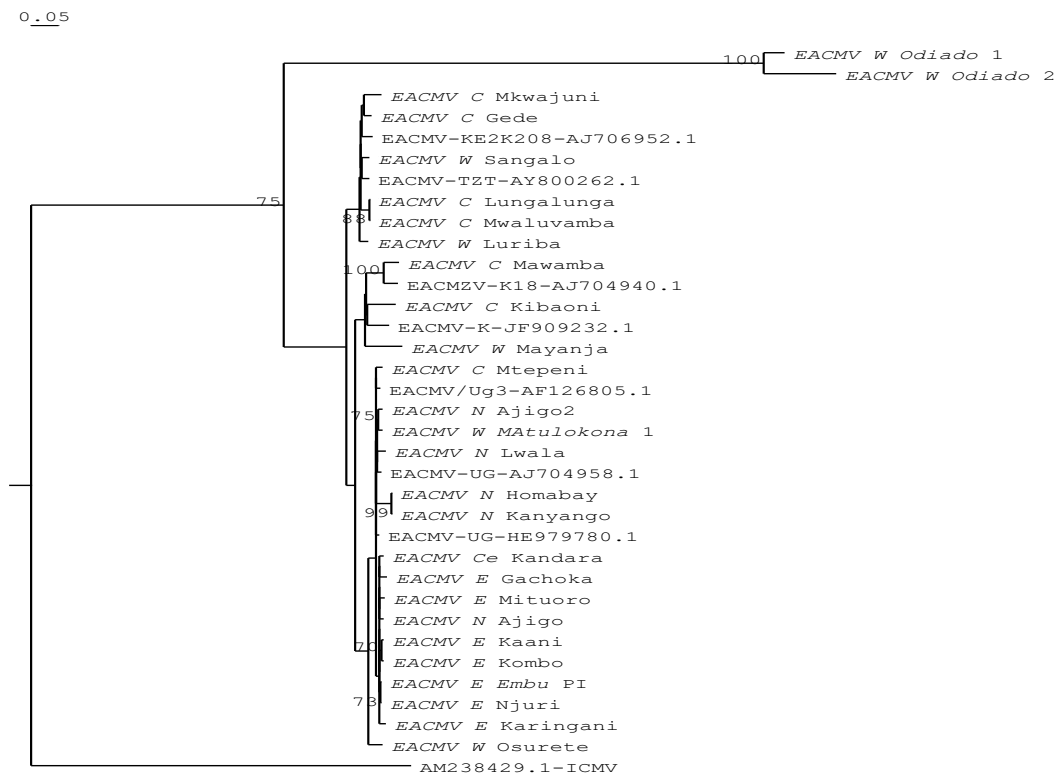 0.05
100
EACMV W Odiado 1
EACMV W Odiado 2
EACMV C Mkwajuni
EACMV C Gede
EACMV-KE2K208-AJ706952.1
EACMV W Sangalo
EACMV-TZT-AY800262.1
75
EACMV C Lungalunga
88
EACMV C Mwaluvamba
EACMV W Luriba
100
EACMV C Mawamba
EACMZV-K18-AJ704940.1
EACMV C Kibaoni
EACMV-K-JF909232.1
EACMV W Mayanja
EACMV C Mtepeni
EACMV/Ug3-AF126805.1
75
EACMV N Ajigo2
EACMV W MAtulokona 1
EACMV N Lwala
EACMV-UG-AJ704958.1
EACMV N Homabay
99
EACMV N Kanyango
EACMV-UG-HE979780.1
EACMV Ce Kandara
EACMV E Gachoka
EACMV E Mituoro
EACMV N Ajigo
70
EACMV E Kaani
EACMV E Kombo
EACMV E Embu PI
73
EACMV E Njuri
EACMV E Karingani
EACMV W Osurete
AM238429.1-ICMV